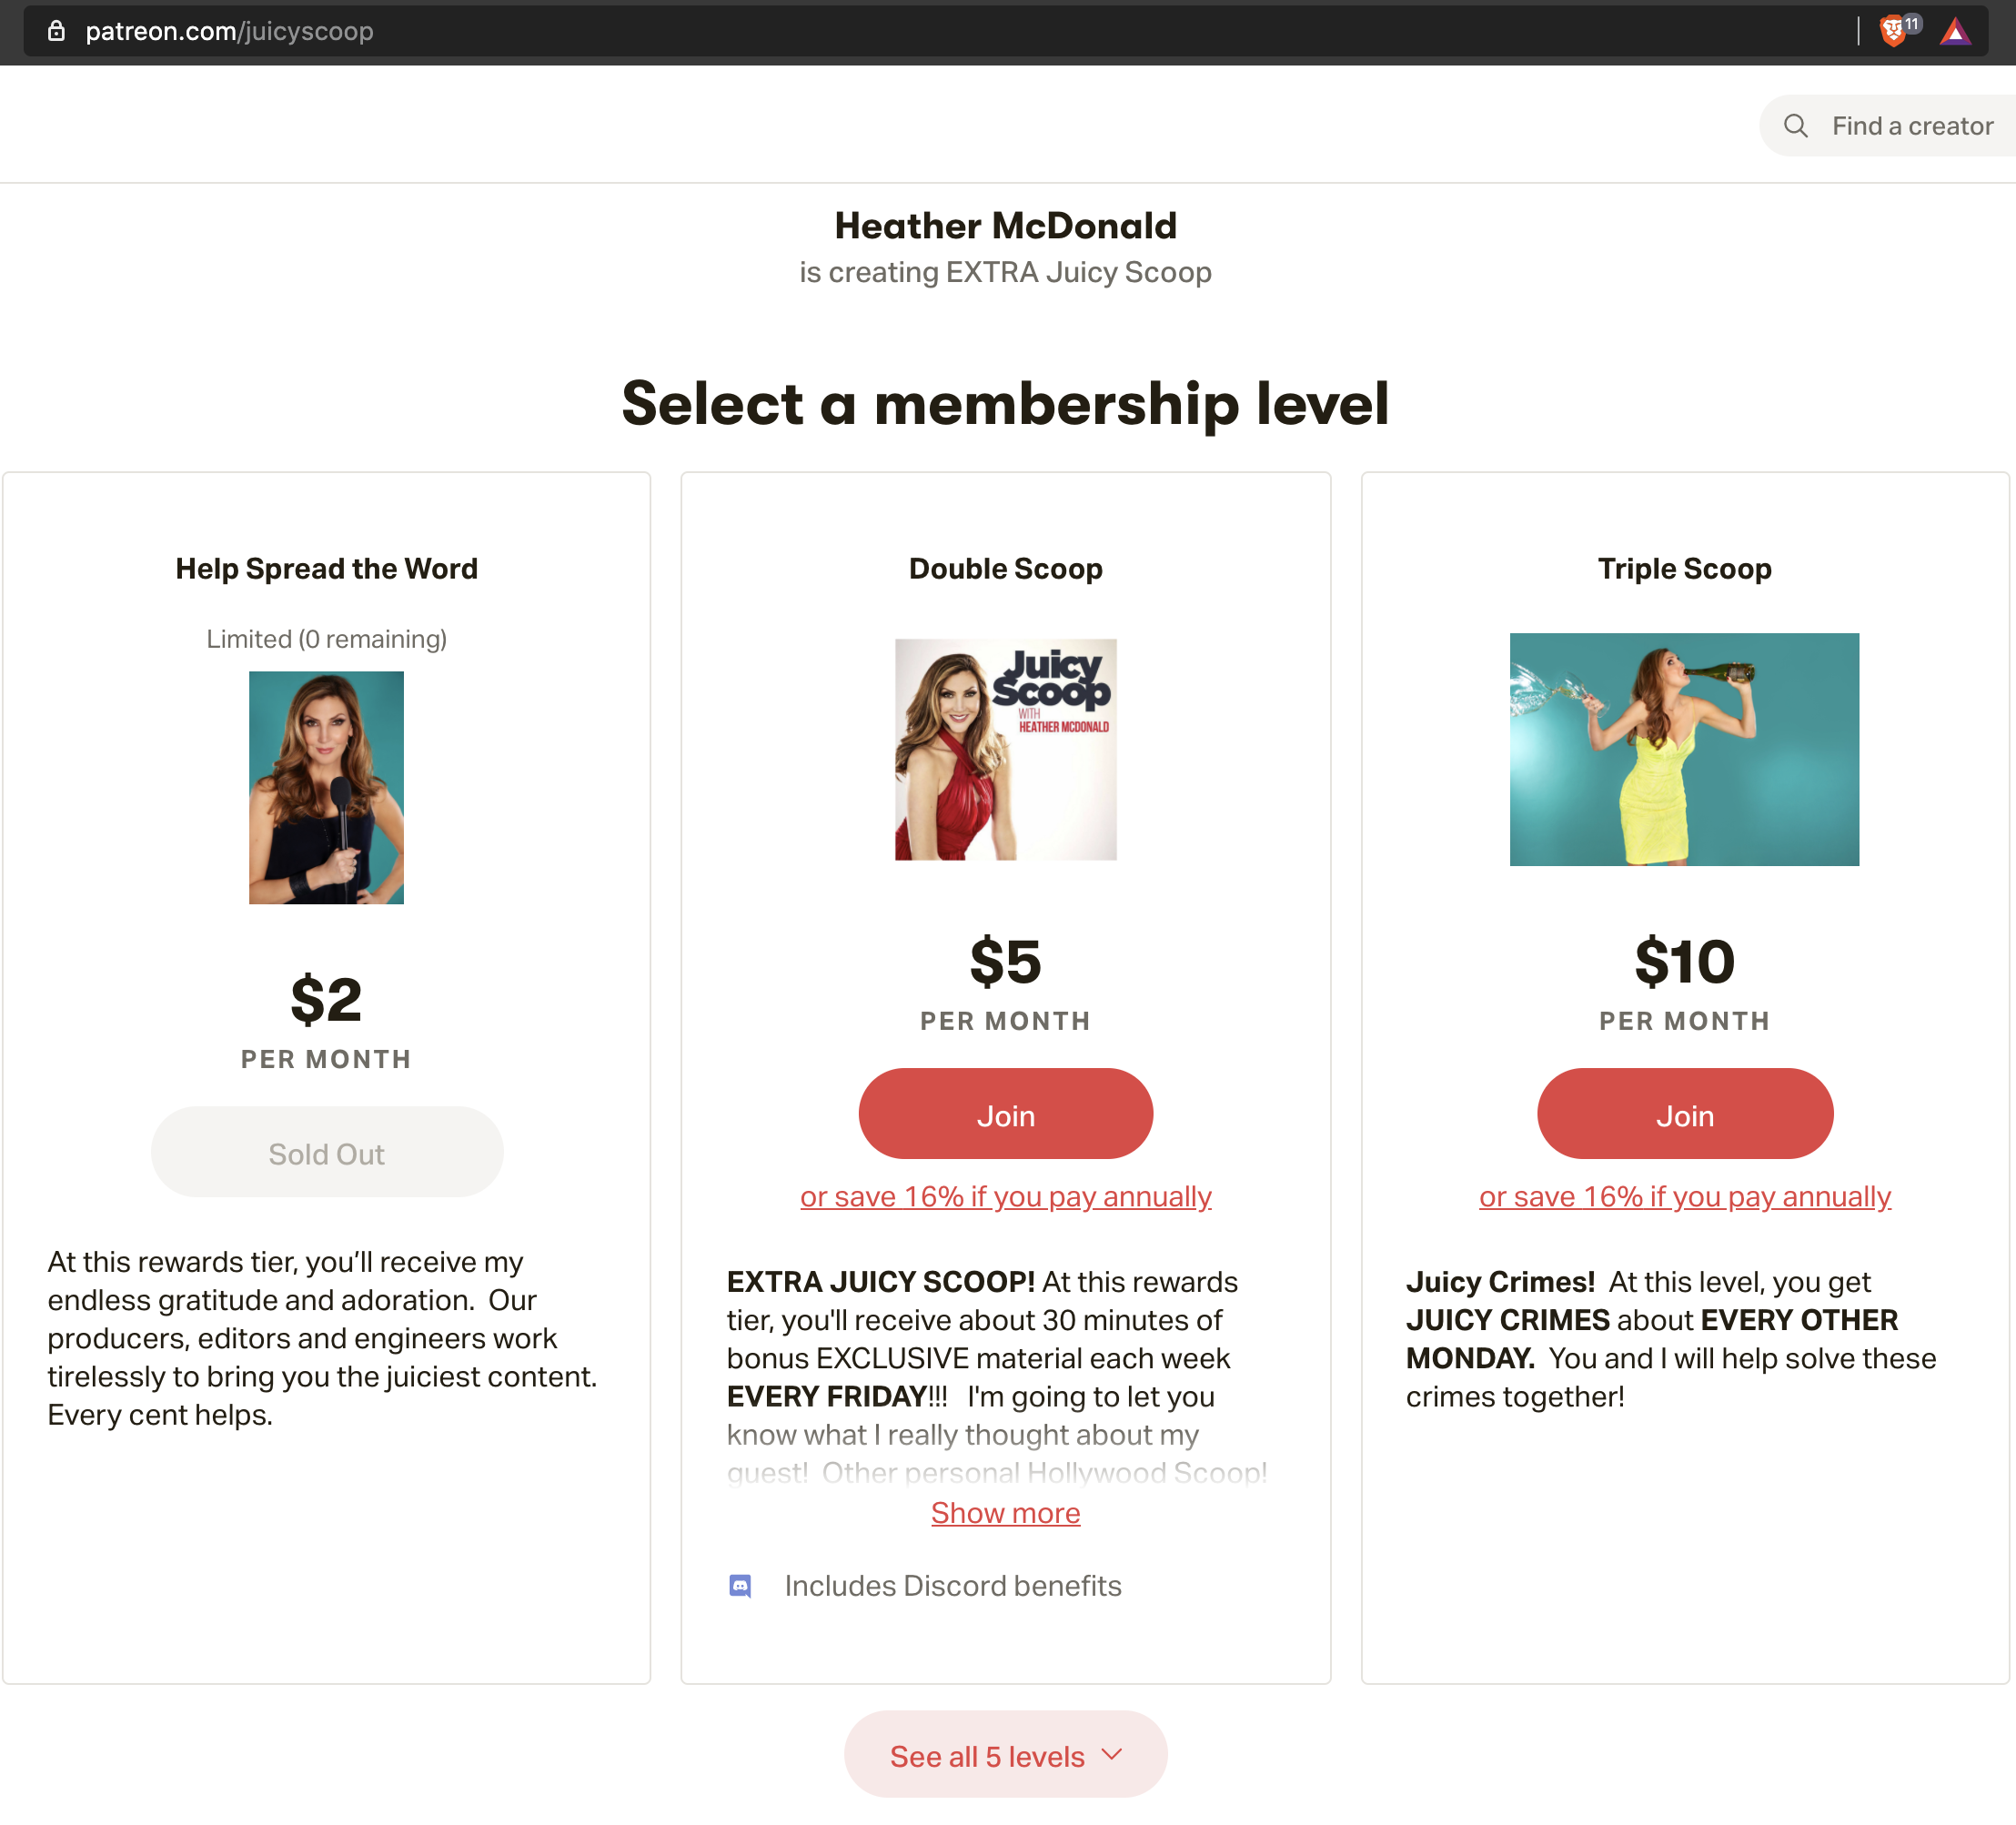 patreon.com/juicyscoop
11
Find a creator
Heather McDonald
is creating EXTRA Juicy Scoop
Select a membership level
Help Spread the Word
Limited (0 remaining)
$2
PER MONTH
Sold Out
At this rewards tier, you’ll receive my
endless gratitude and adoration.  Our
producers, editors and engineers work
tirelessly to bring you the juiciest content.
Every cent helps.
Double Scoop
Juicy
Scoop
WITH
HEATHER MCDONALD
$5
PER MONTH
Join
or save 16% if you pay annually
EXTRA JUICY SCOOP! At this rewards
tier, you'll receive about 30 minutes of
bonus EXCLUSIVE material each week
EVERY FRIDAY!!!   I'm going to let you
know what I really thought about my
guest!  Other personal Hollywood Scoop!
Show more
Includes Discord benefits
Triple Scoop
$10
PER MONTH
Join
or save 16% if you pay annually
Juicy Crimes!  At this level, you get
JUICY CRIMES about EVERY OTHER
MONDAY.  You and I will help solve these
crimes together!
See all 5 levels